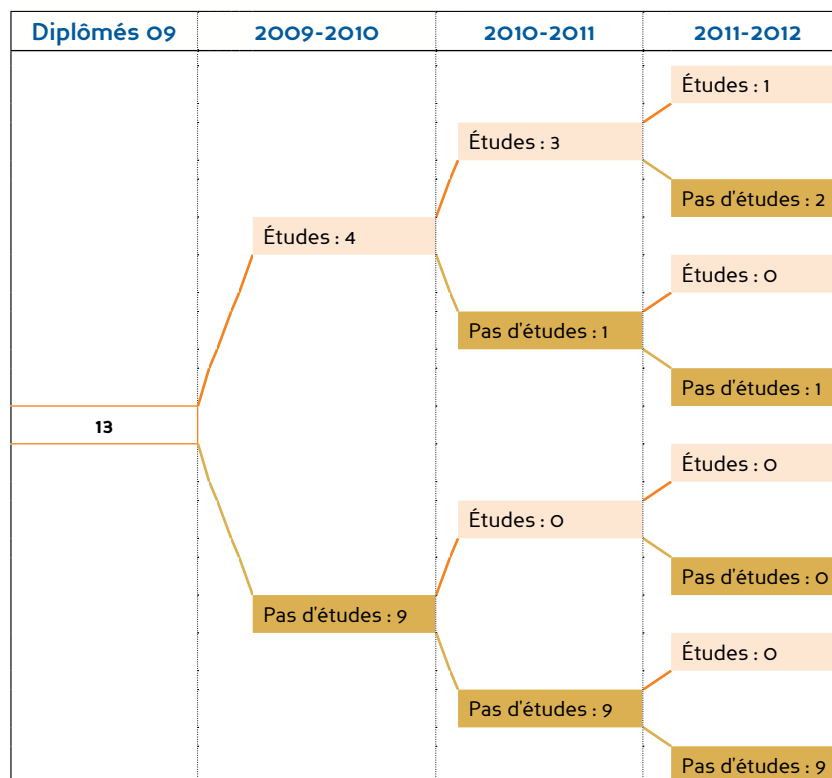 Diplômés 09 2009-2010 2010-2011 2011-2012
Études : 1
Études : 3
Pas d'études : 2
Études : 4
Études : 0
Pas d'études : 1
Pas d'études : 1
13
Études : 0
Études : 0
Pas d'études : 0
Pas d'études : 9
Études : 0
Pas d'études : 9
Pas d'études : 9